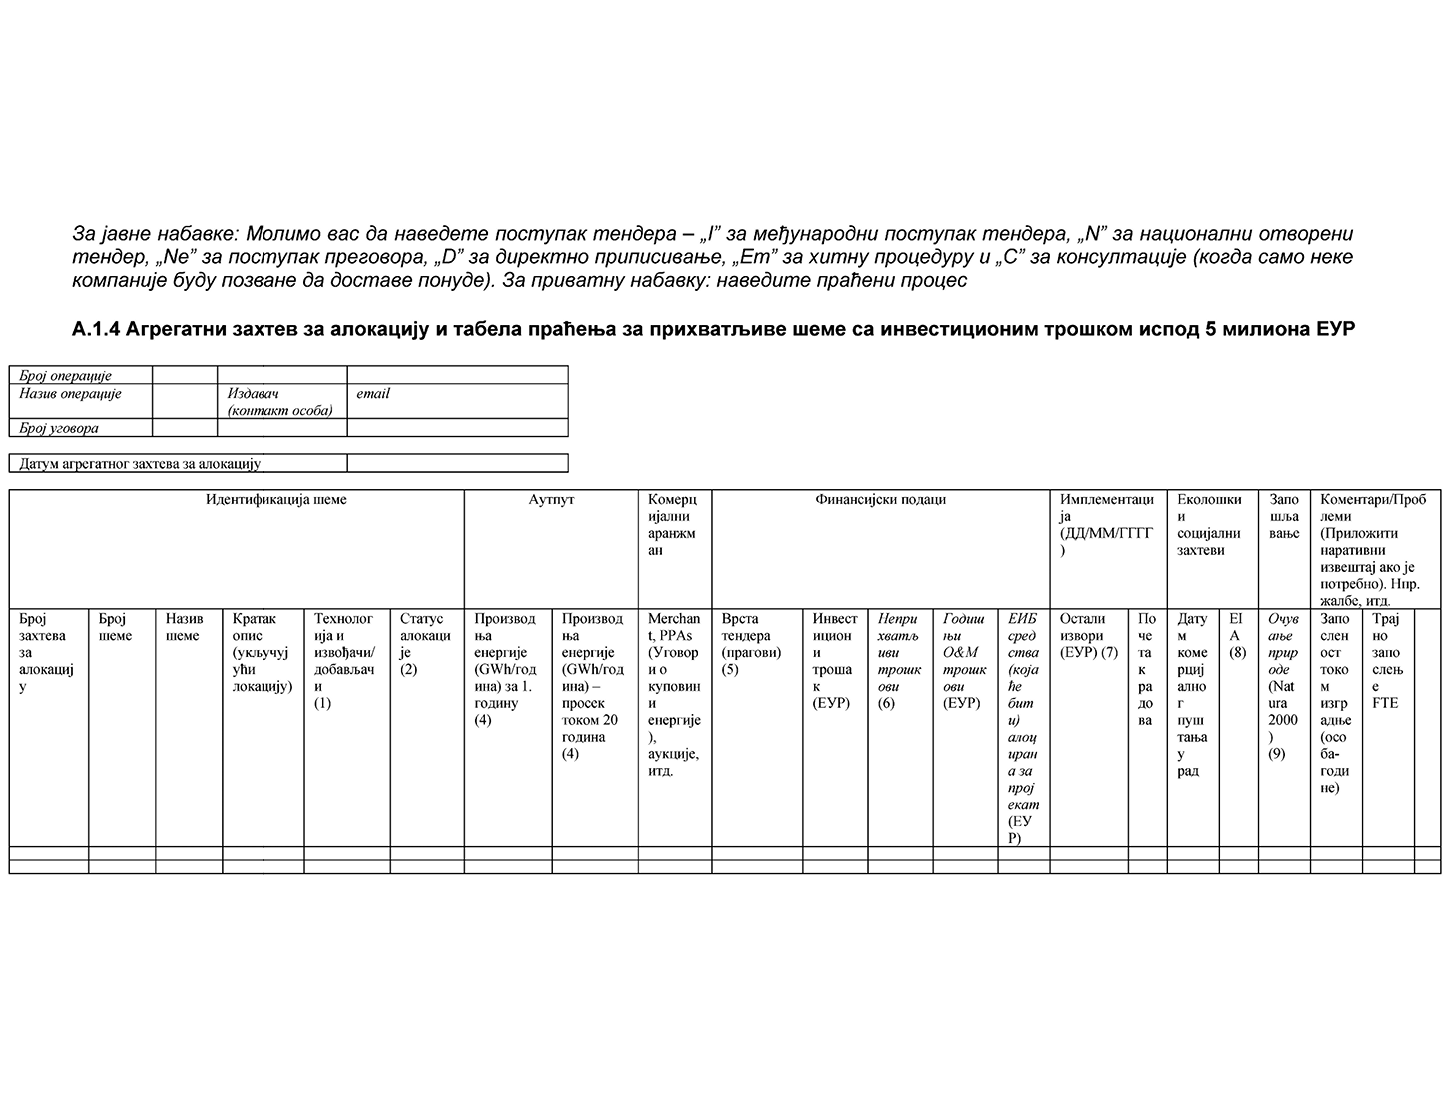 За јавне набавке: Молимо вас да наведете поступак тендера – „I” за међународни поступак тендера, „N” за национални отворени
тендер, „Ne” за поступак преговора, „D” за директно приписивање, „Em” за хитну процедуру и „C” за консултације (когда само неке
компаније буду позване да доставе понуде). За приватну набавку: наведите праћени процес
А.1.4 Агрегатни захтев за алокацију и табела праћења за прихватљиве шеме са инвестиционим трошком испод 5 милиона ЕУР
Број операције
Назив операције
Издавач
(контакт особа)
email
Број уговора
Датум агрегатног захтева за алокацију
Идентификација шеме
Аутпут
Комерц
ијални
аранжм
ан
Финансијски подаци
Имплементаци
ја
(ДД/ММ/ГГГГ
)
Еколошки
и
социјални
захтеви
Запо
шља
вање
Коментари/Проб
леми
(Приложити
наративни
извештај ако је
потребно). Нпр.
жалбе, итд.
Број
захтева
за
алокациј
у
Број
шеме
Назив
шеме
Кратак
опис
(укључуј
ући
локацију)
Технолог
ија и
извођачи/
добављач
и
(1)
Статус
алокаци
је
(2)
Производ
ња
енергије
(GWh/год
ина) за 1.
годину
(4)
Производ
ња
енергије
(GWh/год
ина) –
просек
током 20
година
(4)
Merchan
t, PPAs
(Уговор
и о
куповин
и
енергије
),
аукције,
итд.
Врста
тендера
(прагови)
(5)
Инвест
ицион
и
троша
к
(ЕУР)
Непри
хватљ
иви
трошк
ови
(6)
Годиш
њи
О&М
трошк
ови
(ЕУР)
ЕИБ
сред
ства
(која
ће
бит
и)
алоц
иран
а за
прој
екат
(ЕУ
Р)
Остали
извори
(ЕУР) (7)
По
че
та
к
ра
до
ва
Дату
м
коме
рциј
ално
г
пуш
тања
у
рад
EI
A
(8)
Очув
ање
прир
оде
(Nat
ura
2000
)
(9)
Запо
слен
ост
токо
м
изгр
адње
(осо
ба-
годи
не)
Трај
но
запо
слењ
е
FTE